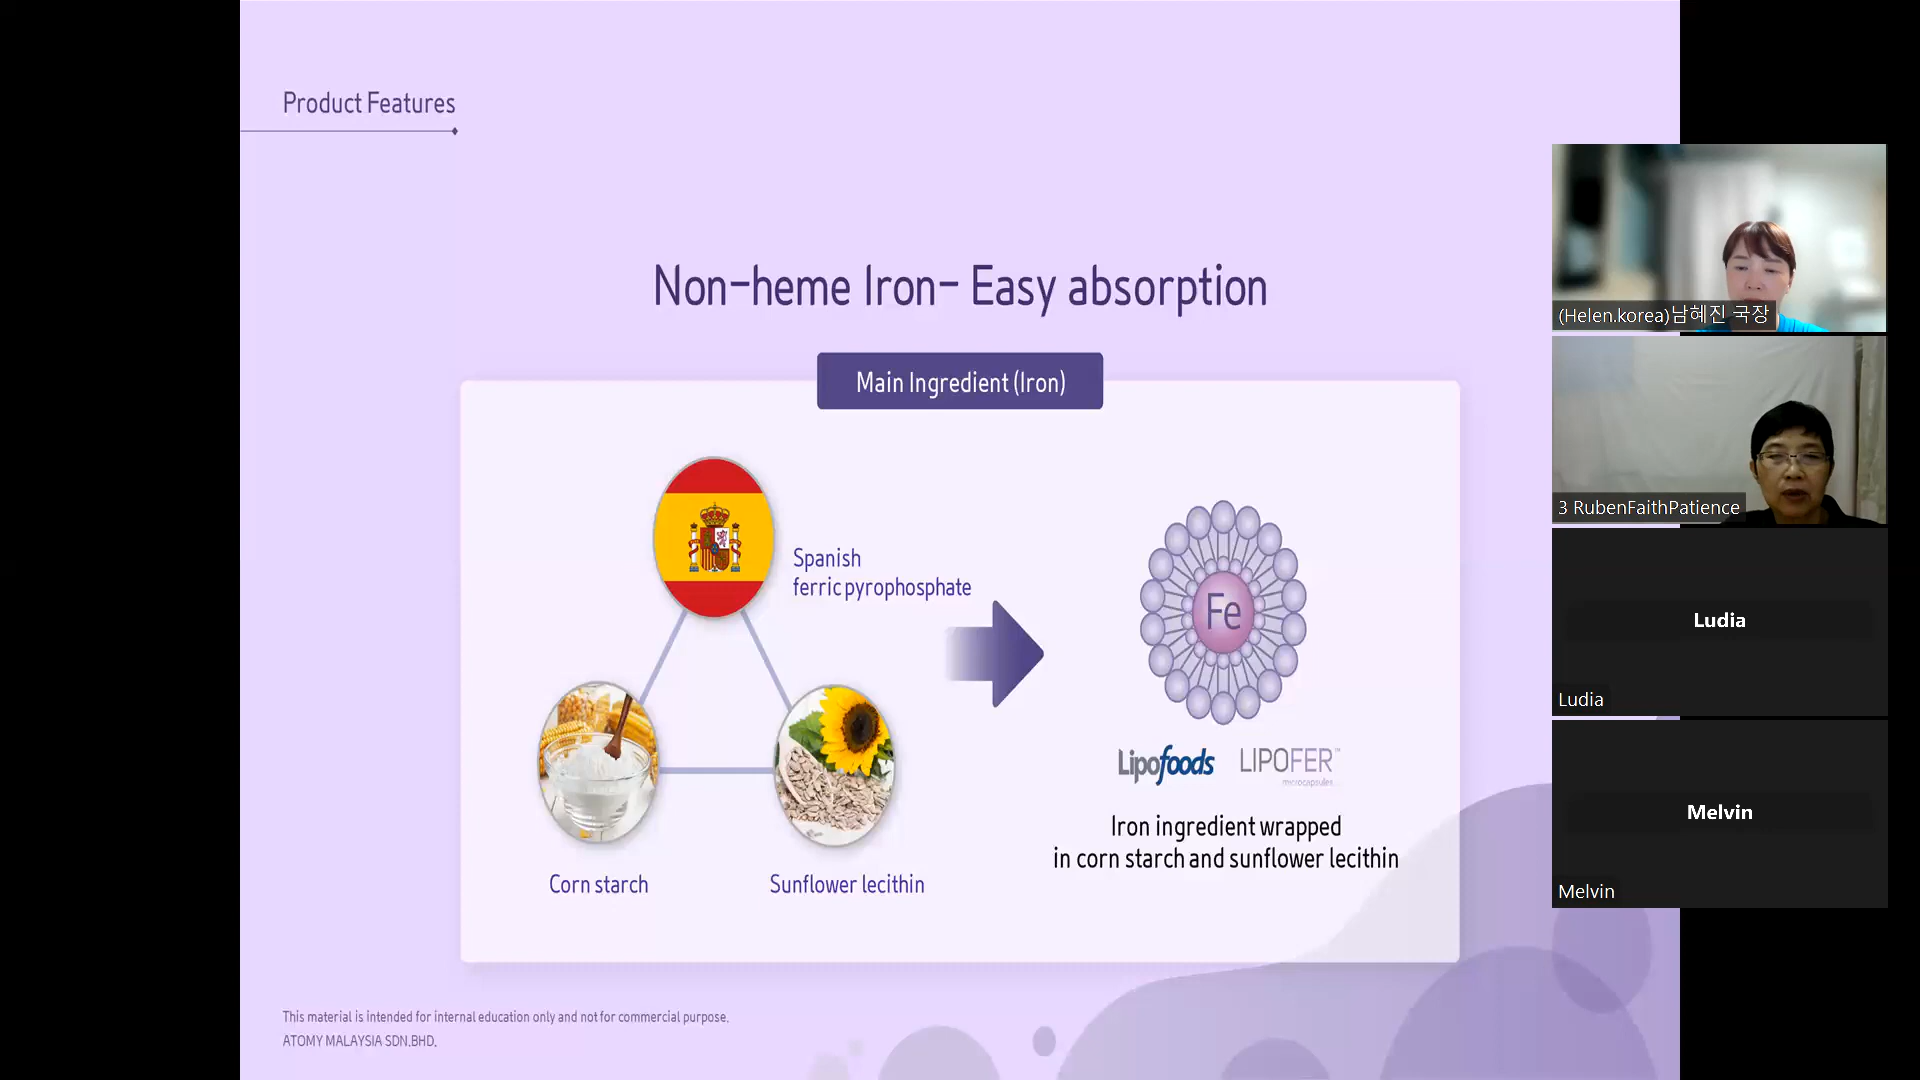 Product Features
Non-heme Iron- Easy absorption
Main Ingredient (Iron)
Spanish
ferric pyrophosphate
Fe
Lipofoods
LIPOFER™
microcapsules
Corn starch
Sunflower lecithin
Iron ingredient wrapped
in corn starch and sunflower lecithin
This material is intended for internal education only and not for commercial purpose.
ATOMY MALAYSIA SDN.BHD.
(Helen.korea)남혜진 국장
3 RubenFaithPatience
Ludia
Ludia
Melvin
Melvin